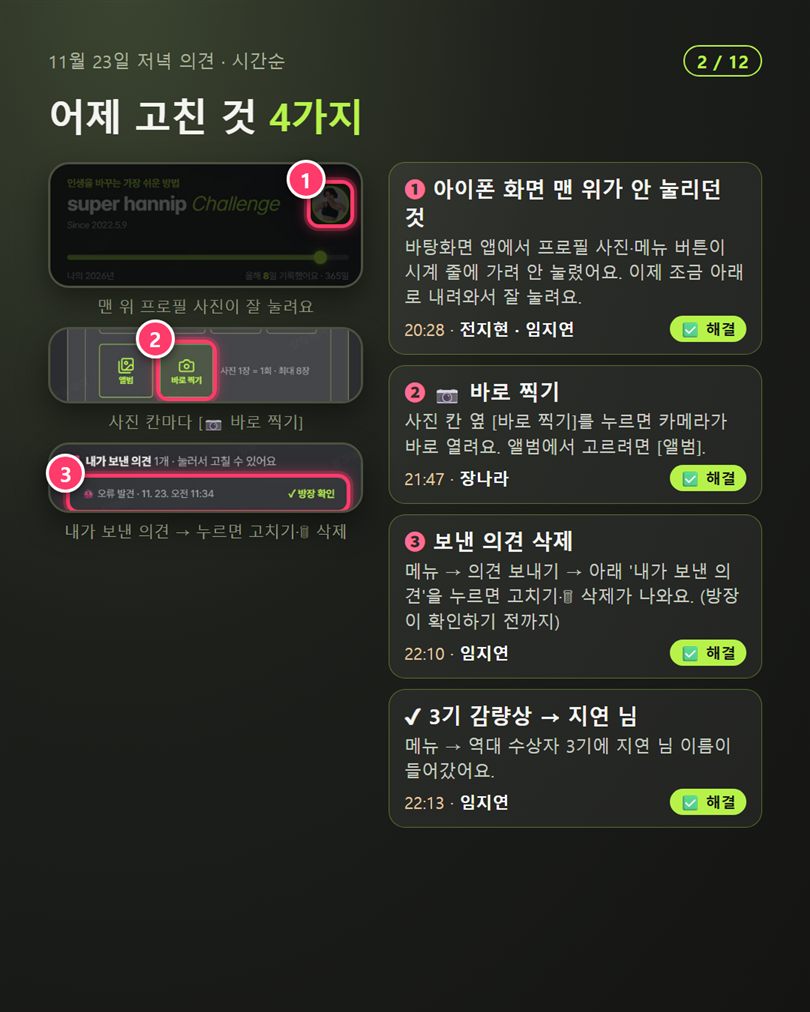 11월 23일 저녁 의견 · 시간순
2 / 12
어제 고친 것 4가지
1
인생을 바꾸는 가장 쉬운 방법
super hannip Challenge
Since 2022.5.9
나의 2026년
올해 8일 기록했어요 · 365일
맨 위 프로필 사진이 잘 눌려요
2
앨범
바로 찍기
사진 1장 = 1회 · 최대 8장
사진 칸마다 [📷 바로 찍기]
3
내가 보낸 의견 1개 · 눌러서 고칠 수 있어요
오류 발견 · 11. 23. 오전 11:34
✓ 방장 확인
내가 보낸 의견 → 누르면 고치기·🗑 삭제
❶ 아이폰 화면 맨 위가 안 눌리던
것
바탕화면 앱에서 프로필 사진·메뉴 버튼이
시계 줄에 가려 안 눌렸어요. 이제 조금 아래
로 내려와서 잘 눌려요.
20:28 · 전지현 · 임지연
✅ 해결
❷ 📷 바로 찍기
사진 칸 옆 [바로 찍기]를 누르면 카메라가
바로 열려요. 앨범에서 고르려면 [앨범].
21:47 · 장나라
✅ 해결
❸ 보낸 의견 삭제
메뉴 → 의견 보내기 → 아래 '내가 보낸 의
견'을 누르면 고치기·🗑 삭제가 나와요. (방장
이 확인하기 전까지)
22:10 · 임지연
✅ 해결
✔ 3기 감량상 → 지연 님
메뉴 → 역대 수상자 3기에 지연 님 이름이
들어갔어요.
22:13 · 임지연
✅ 해결